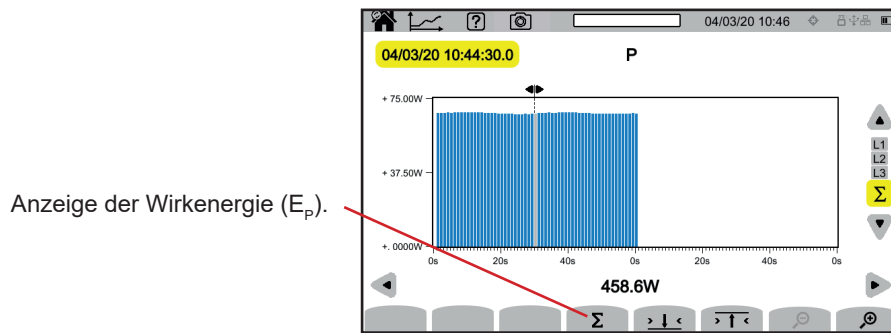 04/03/20 10:46
04/03/20 10:44:30.0 P
+ 75.00W
L1
L2
+ 37.50W L3
Σ
Anzeige der Wirkenergie (EP).
+. 0000W
0s 20s 40s 0s 20s 40s 0s
458.6W
Σ